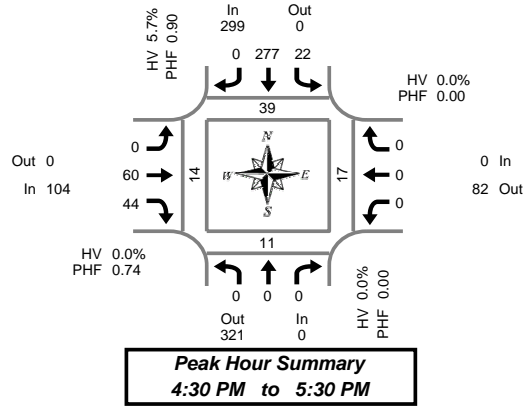 HV 5.7%
PHF 0.90
In Out
299 0
0 277 22
HV 0.0%
PHF 0.00
39
0
60
44
Out 0
In 104
14
N
W E
S
17
0
0
0
0 In
82 Out
11
HV 0.0%
PHF 0.74
0 0 0
Out In
321 0
HV 0.0%
PHF 0.00
Peak Hour Summary
4:30 PM to 5:30 PM